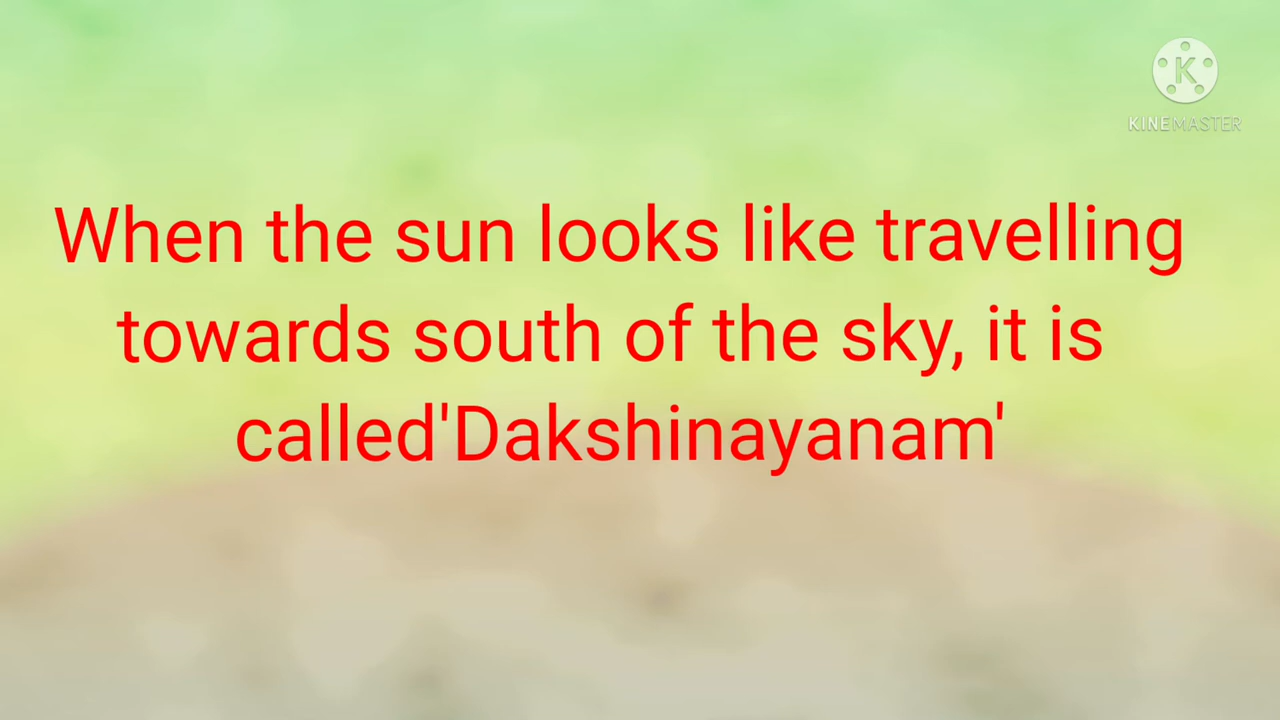 K
KINEMASTER
When the sun looks like travelling
towards south of the sky, it is
called'Dakshinayanam'